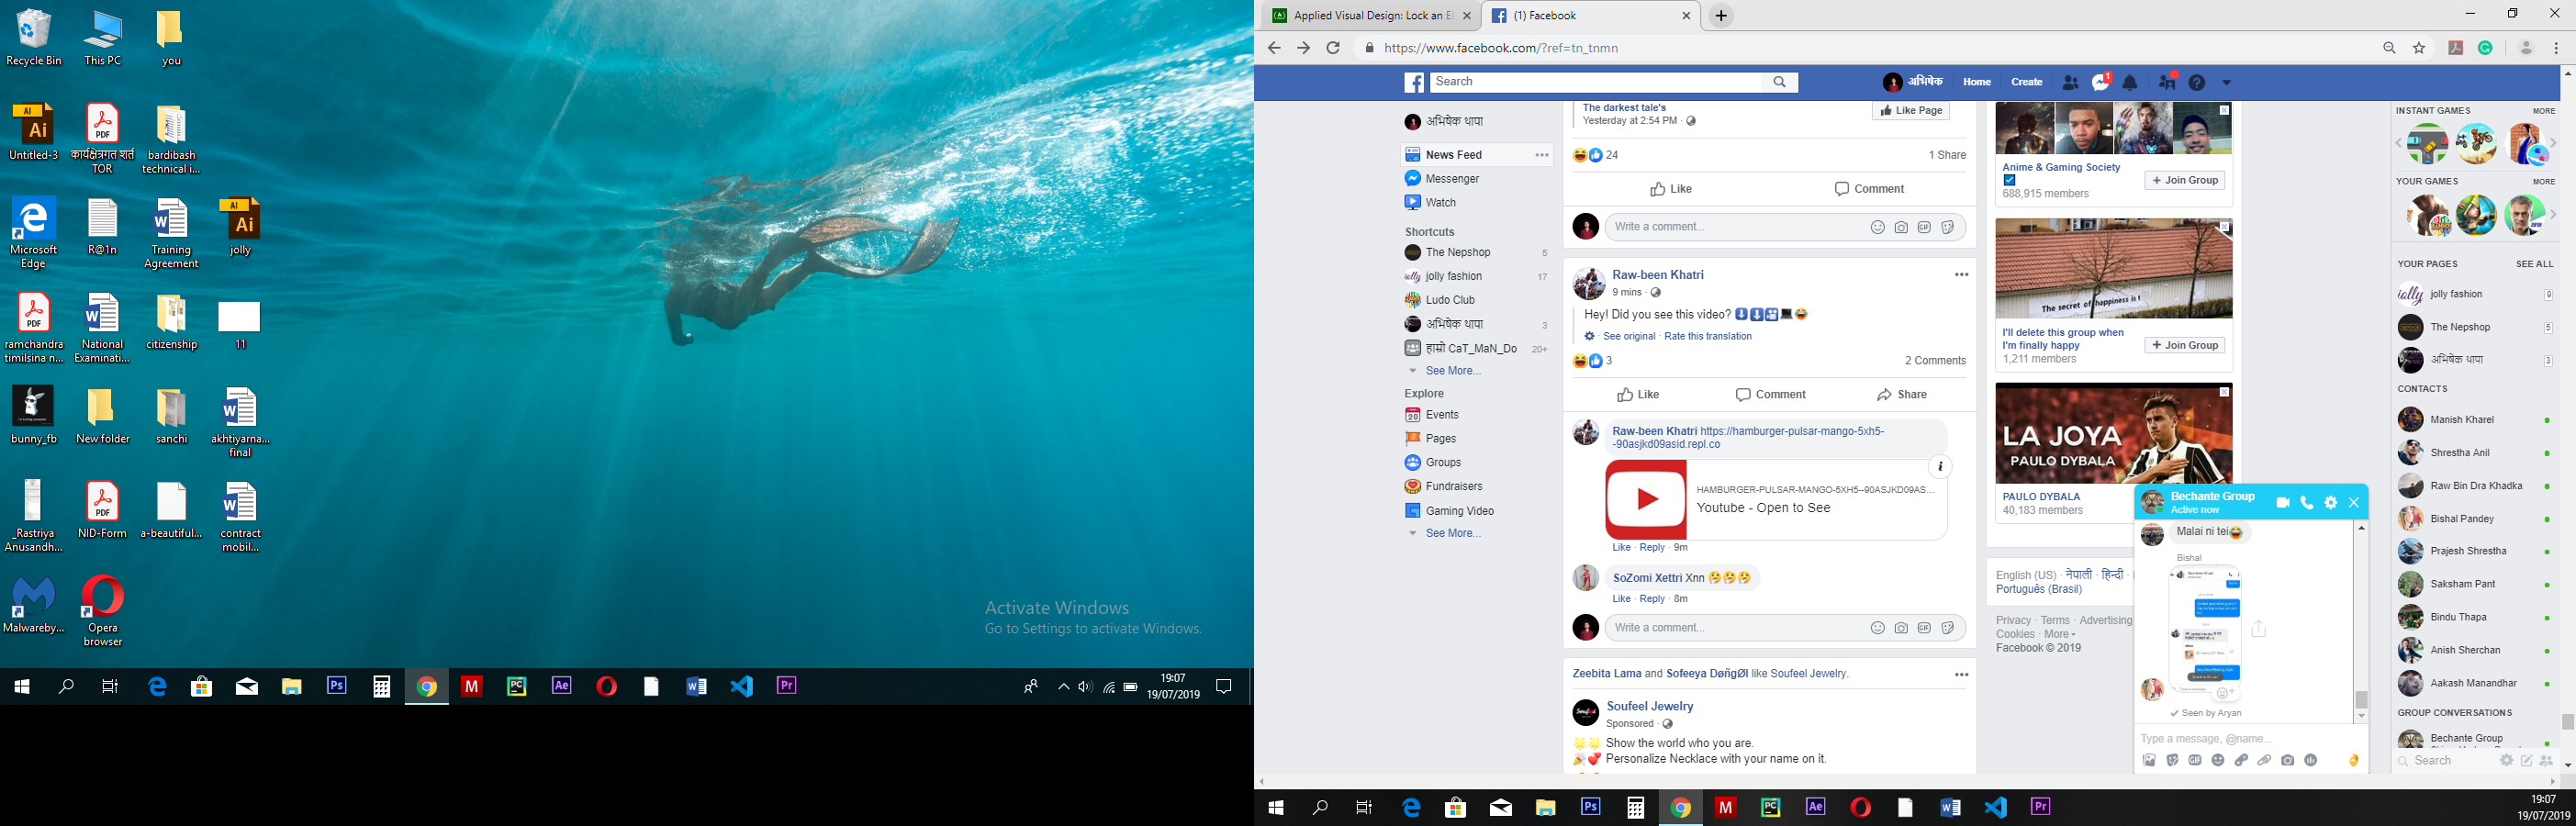 Recycle Bin
This PC
you
Untitled-3
कार्यक्षेत्रगत शर्त TOR
bardibash technical i...
Microsoft Edge
R@1n
Training Agreement
jolly
ramchandra timilsina n...
National Examinati...
citizenship
11
bunny_fb
New folder
sanchi
akhtiyarna... final
_Rastriya Anusandh...
NID-Form
a-beautiful...
contract mobil...
Malwareby...
Opera browser
Activate Windows
Go to Settings to activate Windows.
19:07
19/07/2019
Applied Visual Design: Lock an El
(1) Facebook
https://www.facebook.com/?ref=tn_tnmn
Search
अभिषेक
Home
Create
1
अभिषेक थापा
News Feed
Messenger
Watch
Shortcuts
The Nepshop 5
jolly fashion 17
Ludo Club
अभिषेक थापा 3
हाम्रो CaT_MaN_Do 20+
See More...
Explore
Events
Pages
Groups
Fundraisers
Gaming Video
See More...
The darkest tale's
Yesterday at 2:54 PM ·
Like Page
24
1 Share
Like
Comment
Write a comment...
Raw-been Khatri
9 mins ·
Hey! Did you see this video?
· See original · Rate this translation
3
2 Comments
Like
Comment
Share
Raw-been Khatri https://hamburger-pulsar-mango-5xh5-
-90asjkd09asid.repl.co
HAMBURGER-PULSAR-MANGO-5XH5--90ASJKD09AS...
Youtube - Open to See
Like · Reply · 9m
SoZomi Xettri Xnn
Like · Reply · 8m
Write a comment...
Zeebita Lama and Sofeeya DøñgØl like Soufeel Jewelry.
Soufeel Jewelry
Sponsored ·
Show the world who you are.
Personalize Necklace with your name on it.
Anime & Gaming Society
688,915 members
+ Join Group
The secret of happiness is t
I'll delete this group when
I'm finally happy
1,211 members
+ Join Group
LA JOYA
PAULO DYBALA
PAULO DYBALA
40,183 members
English (US) · नेपाली · हिन्दी ·
Português (Brasil)
Privacy · Terms · Advertising
Cookies · More
Facebook © 2019
Bechante Group
Active now
Malai ni tei
Bishal
Seen by Aryan
Type a message, @name...
INSTANT GAMES
MORE
YOUR GAMES
MORE
YOUR PAGES
SEE ALL
jolly fashion 9
The Nepshop 5
अभिषेक थापा 3
CONTACTS
Manish Kharel
Shrestha Anil
Raw Bin Dra Khadka
Bishal Pandey
Prajesh Shrestha
Saksham Pant
Bindu Thapa
Anish Sherchan
Aakash Manandhar
GROUP CONVERSATIONS
Bechante Group
Search
19:07
19/07/2019